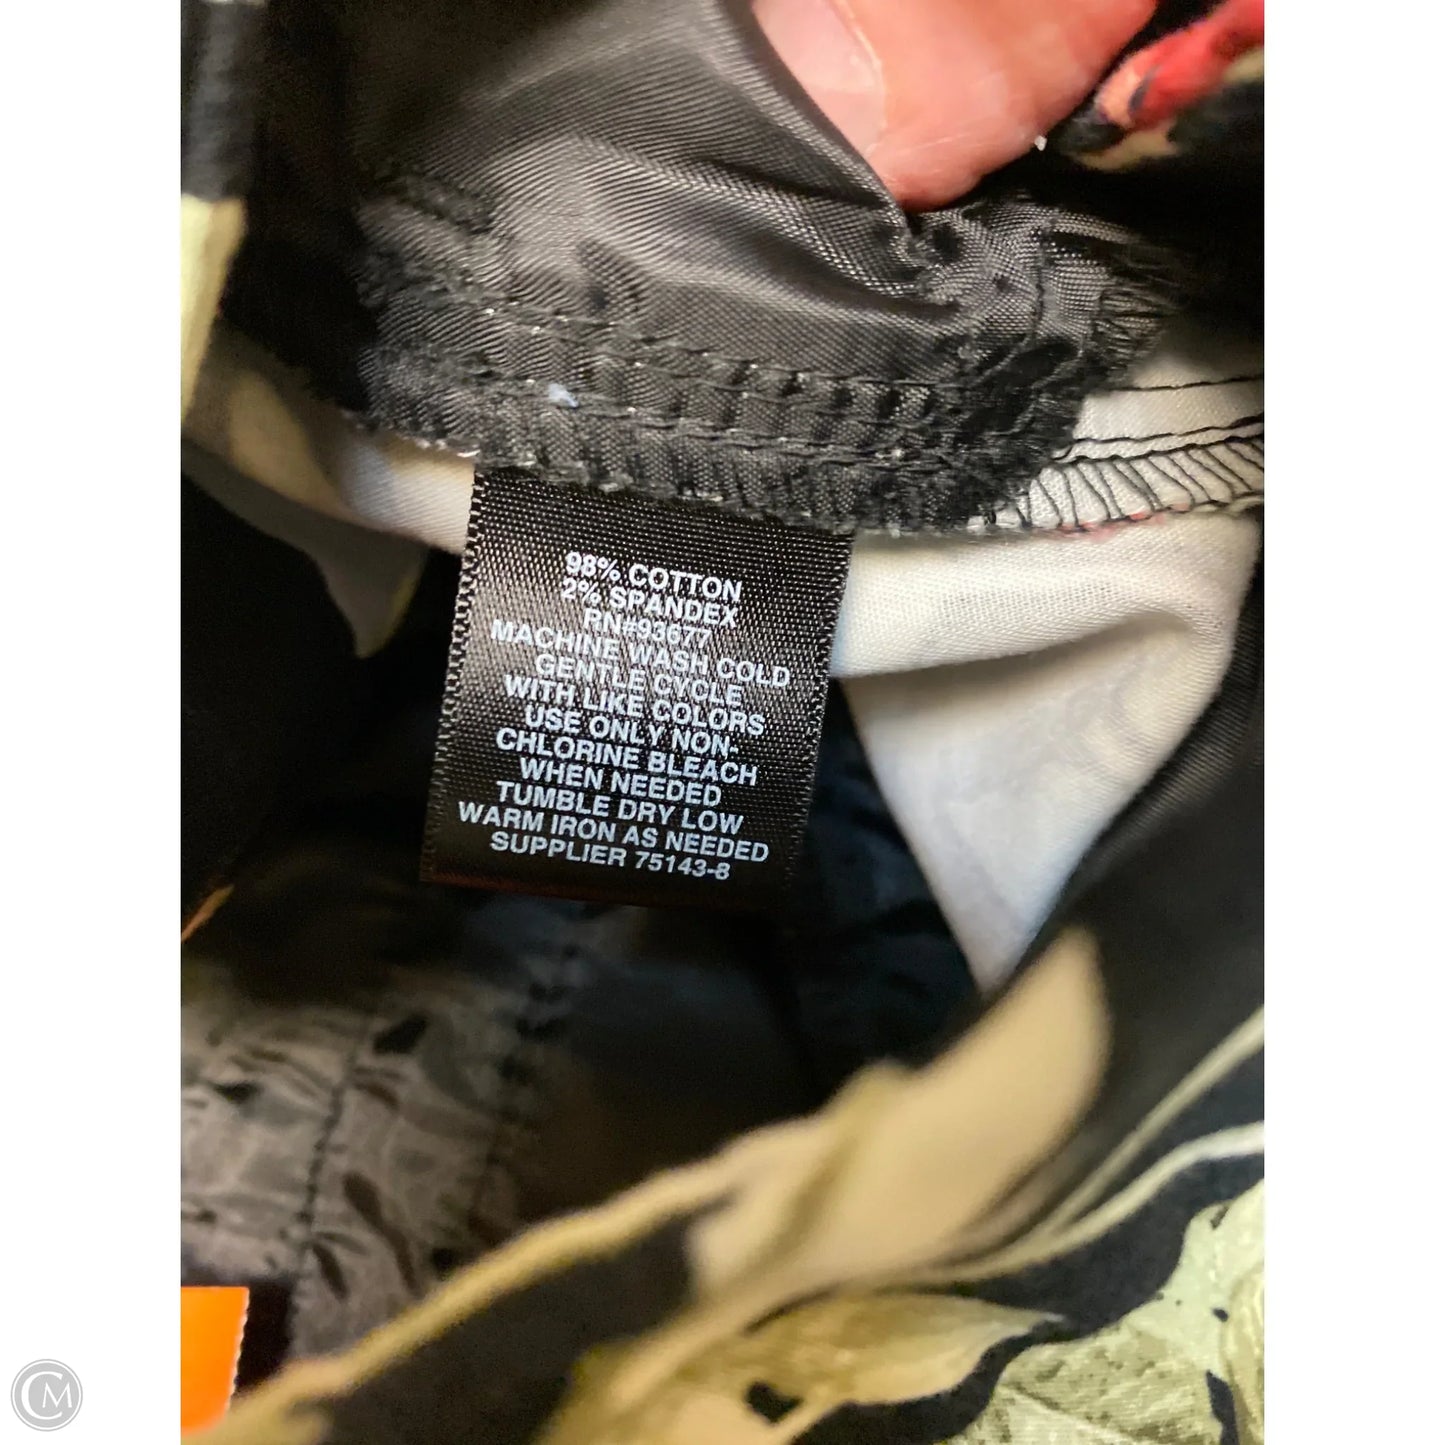 98% COTTON
2% SPANDEX
RN#93677
MACHINE WASH COLD
GENTLE CYCLE
WITH LIKE COLORS
USE ONLY NON-
CHLORINE BLEACH
WHEN NEEDED
TUMBLE DRY LOW
WARM IRON AS NEEDED
SUPPLIER 75143-8
CM